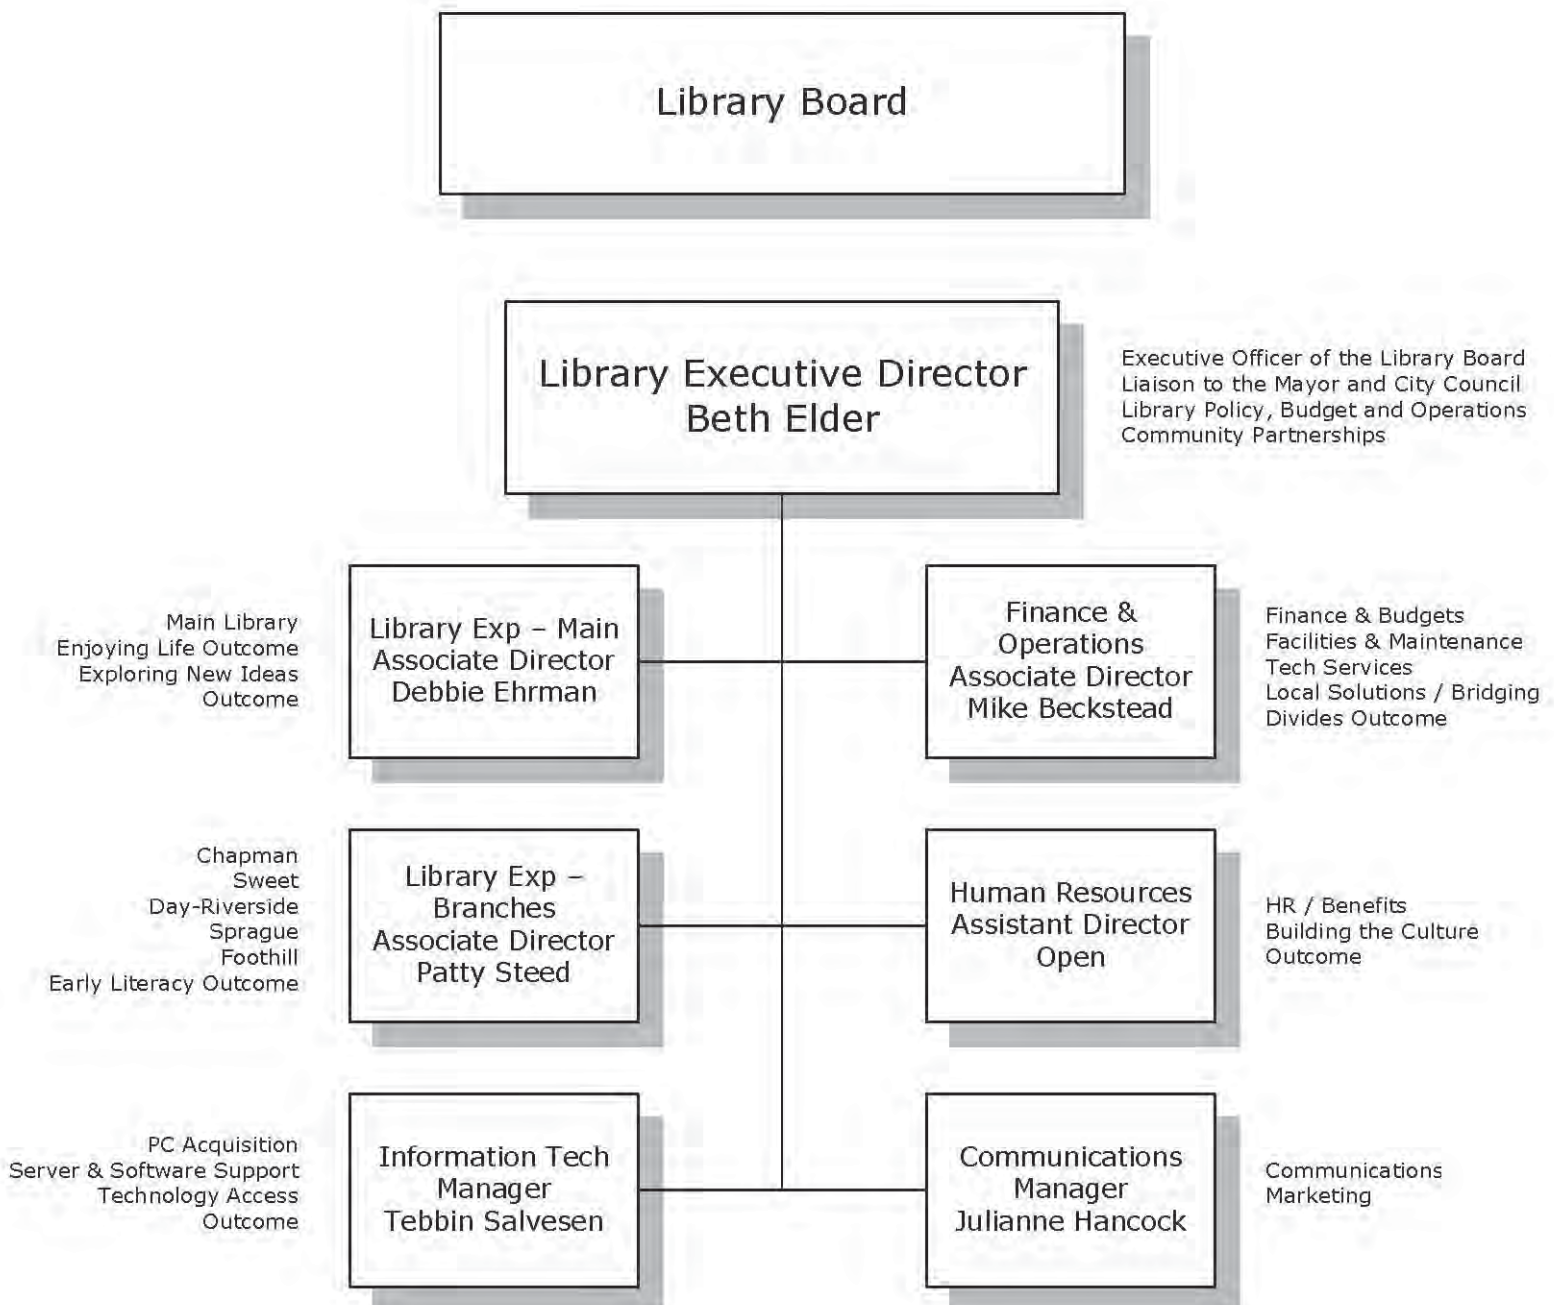 Library Board
Library Executive Director
Beth Elder
Executive Officer of the Library Board
Liaison to the Mayor and City Council
Library Policy, Budget and Operations
Community Partnerships
Main Library
Enjoying Life Outcome
Exploring New Ideas
Outcome
Library Exp – Main
Associate Director
Debbie Ehrman
Finance &
Operations
Associate Director
Mike Beckstead
Finance & Budgets
Facilities & Maintenance
Tech Services
Local Solutions / Bridging
Divides Outcome
Chapman
Sweet
Day-Riverside
Sprague
Foothill
Early Literacy Outcome
Library Exp –
Branches
Associate Director
Patty Steed
Human Resources
Assistant Director
Open
HR / Benefits
Building the Culture
Outcome
PC Acquisition
Server & Software Support
Technology Access
Outcome
Information Tech
Manager
Tebbin Salvesen
Communications
Manager
Julianne Hancock
Communications
Marketing